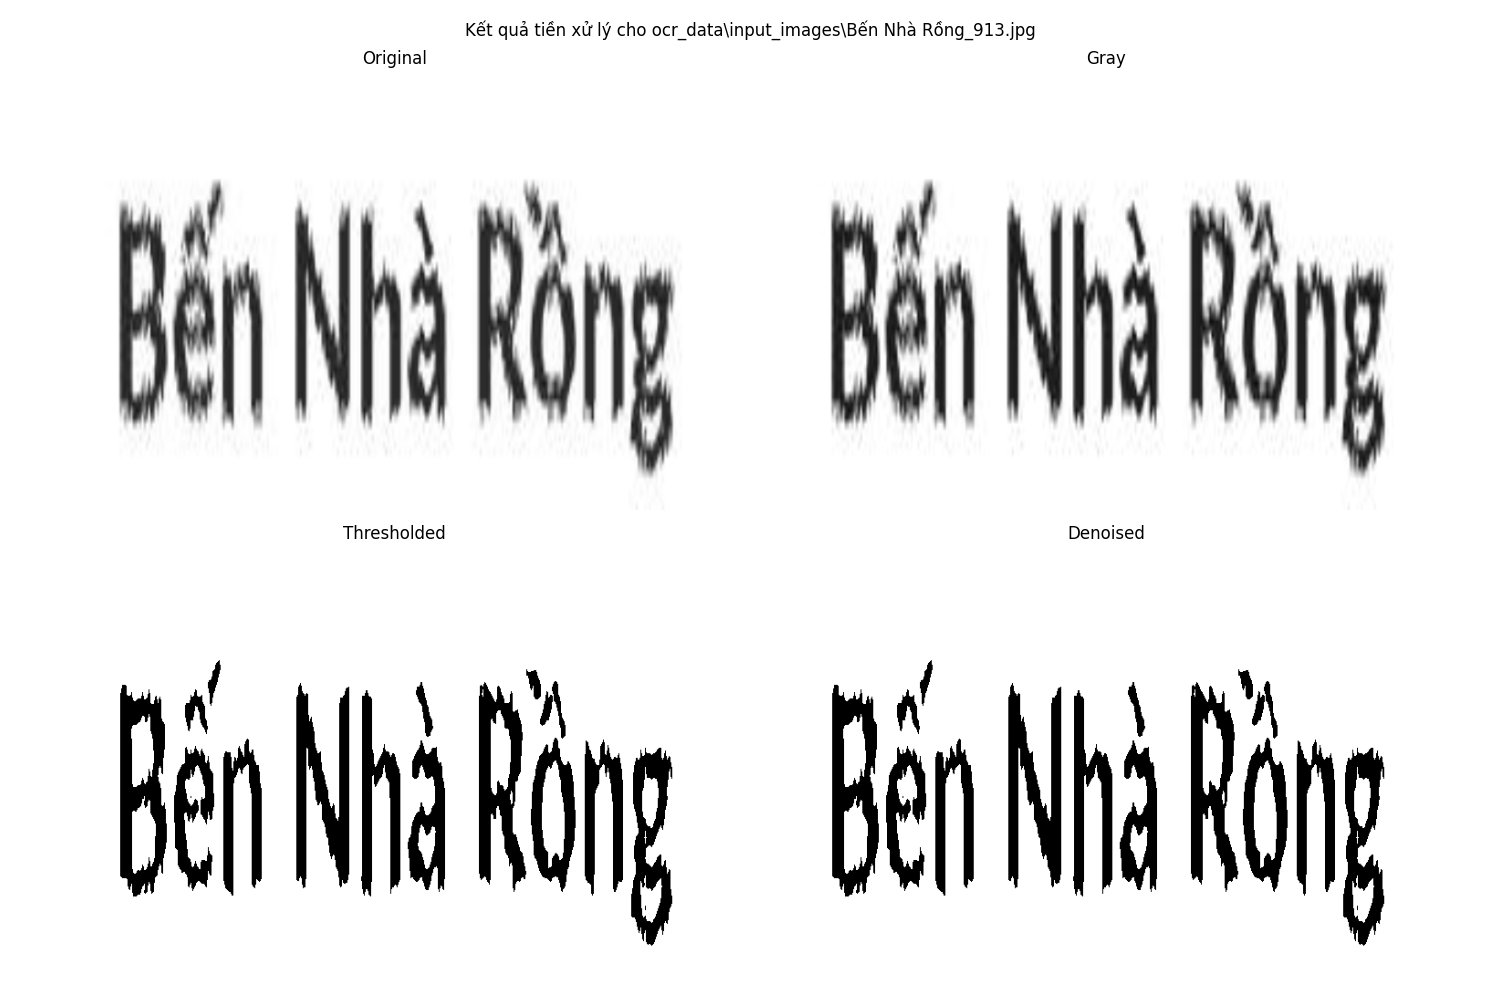 Kết quả tiền xử lý cho ocr_data\input_images\Bến Nhà Rồng_913.jpg
Original
Gray
Bến Nhà Rồng
Bến Nhà Rồng
Thresholded
Denoised
Bến Nhà Rồng
Bến Nhà Rồng